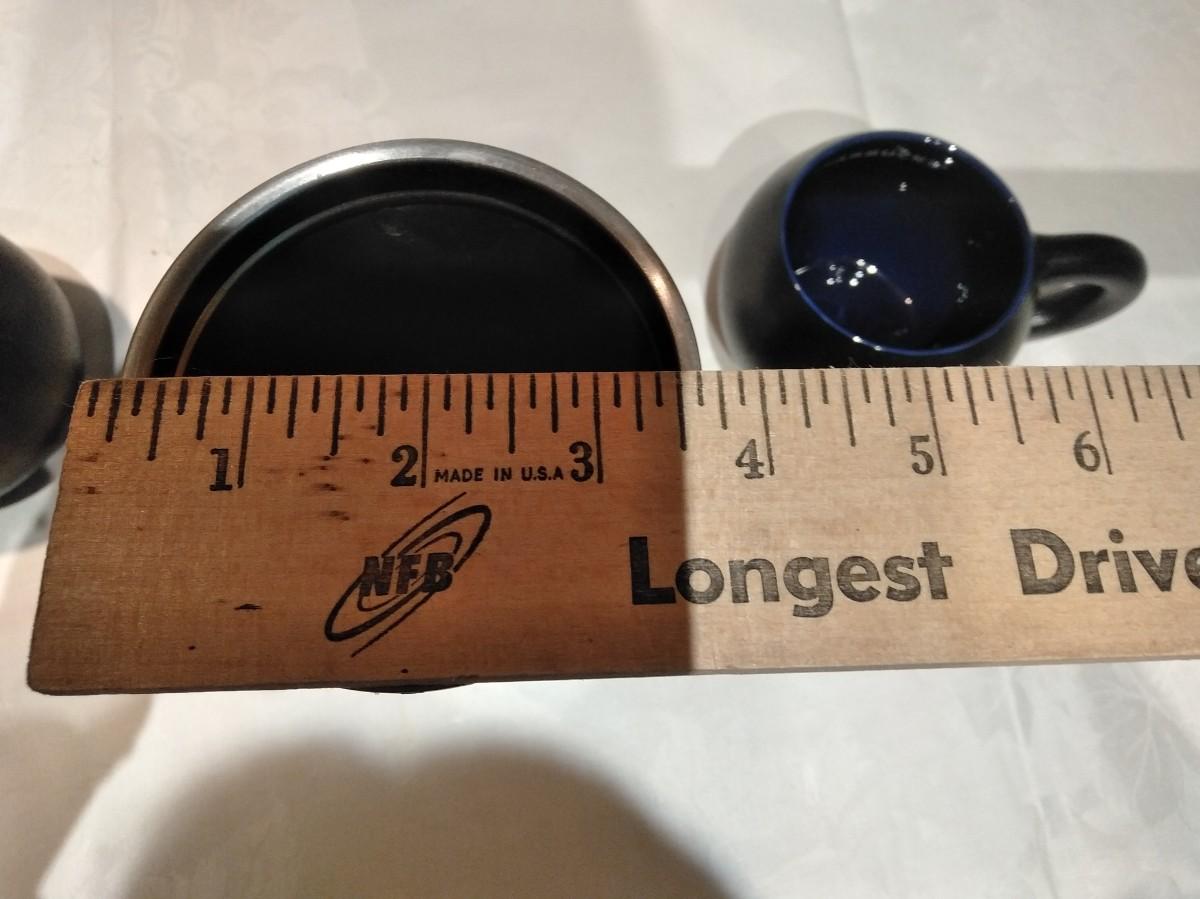 1 2 3 4 5 6
MADE IN U.S.A
NFB
Longest Drive